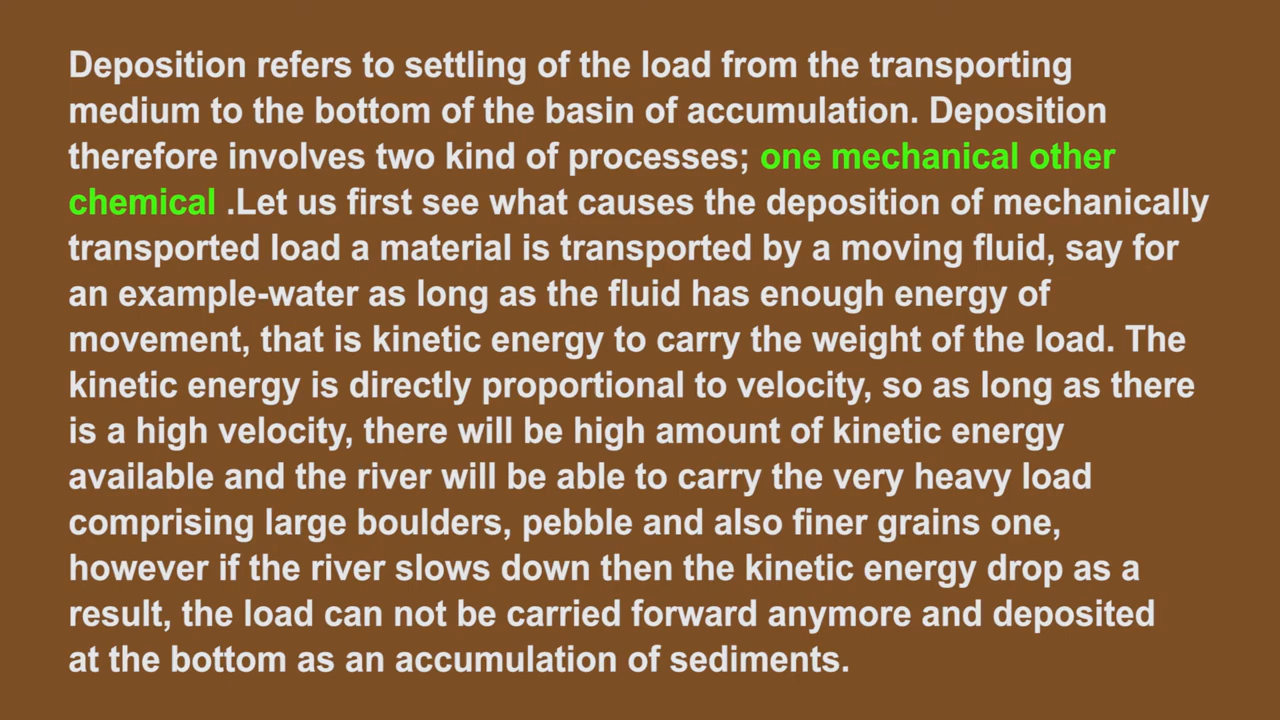 Deposition refers to settling of the load from the transporting
medium to the bottom of the basin of accumulation. Deposition
therefore involves two kind of processes; one mechanical other
chemical .Let us first see what causes the deposition of mechanically
transported load a material is transported by a moving fluid, say for
an example-water as long as the fluid has enough energy of
movement, that is kinetic energy to carry the weight of the load. The
kinetic energy is directly proportional to velocity, so as long as there
is a high velocity, there will be high amount of kinetic energy
available and the river will be able to carry the very heavy load
comprising large boulders, pebble and also finer grains one,
however if the river slows down then the kinetic energy drop as a
result, the load can not be carried forward anymore and deposited
at the bottom as an accumulation of sediments.